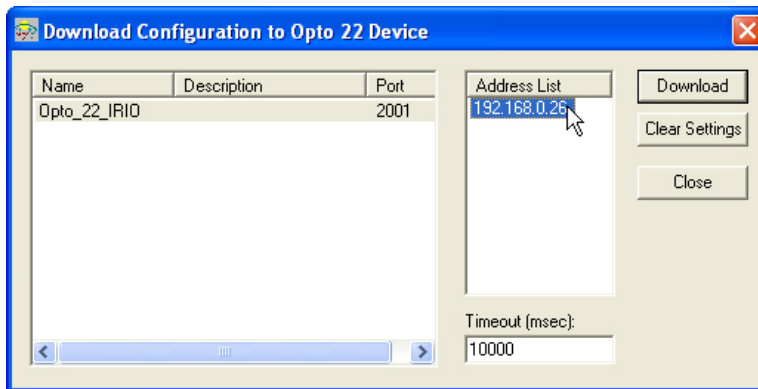 Download Configuration to Opto 22 Device
Name Description Port
Opto_22_IRIO 2001
Address List
192.168.0.26
Download
Clear Settings
Close
Timeout (msec):
10000